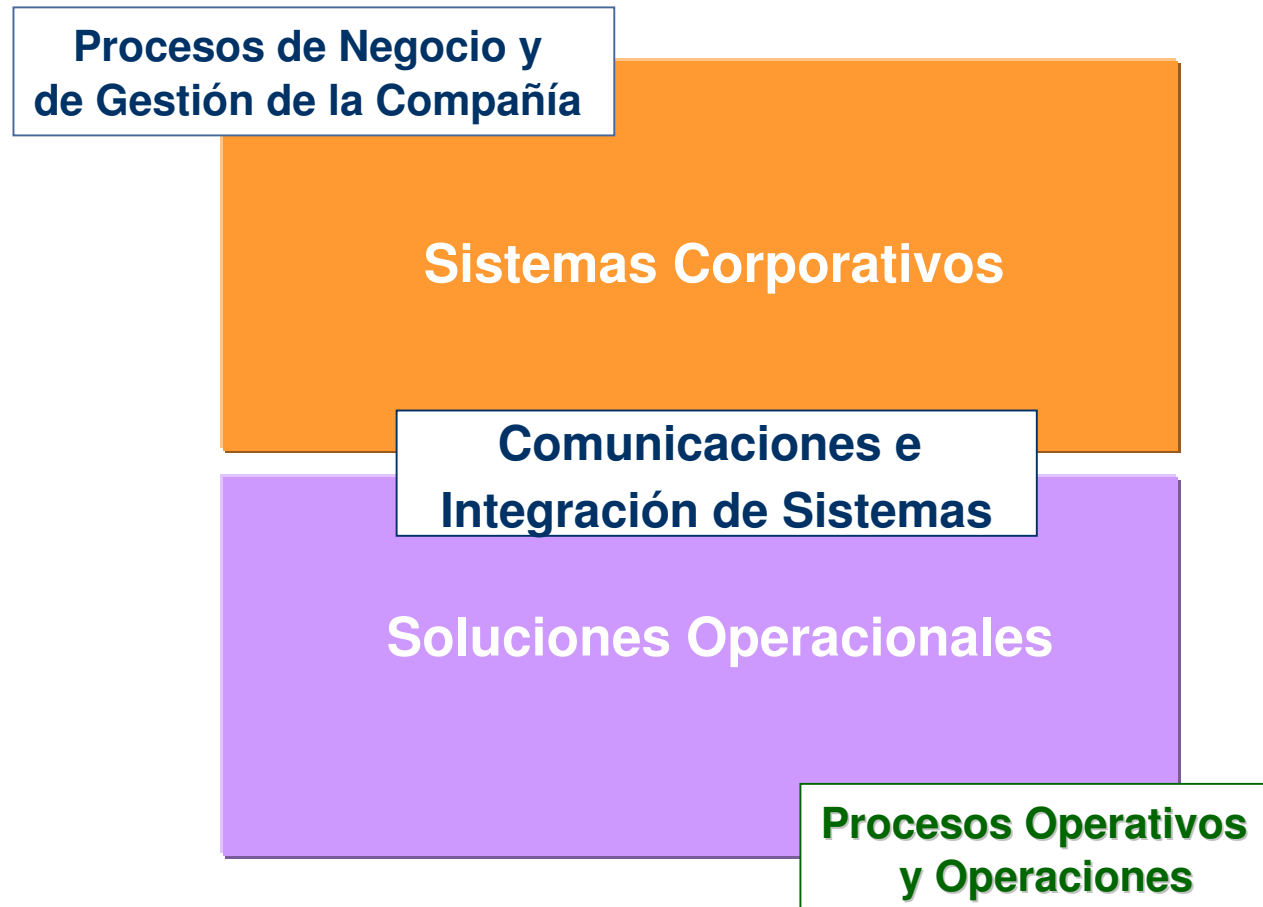 Procesos de Negocio y
de Gestión de la Compañía
Sistemas Corporativos
Comunicaciones e
Integración de Sistemas
Soluciones Operacionales
Procesos Operativos
y Operaciones